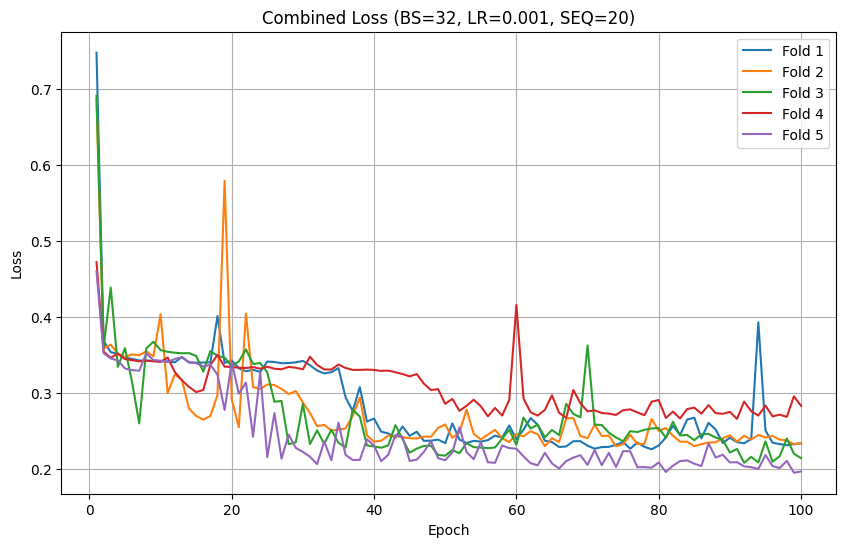 Combined Loss (BS=32, LR=0.001, SEQ=20)
Fold 1
Fold 2
Fold 3
Fold 4
Fold 5
0.7
0.6
0.5
0.4
0.3
0.2
Loss
0
20
40
60
80
100
Epoch